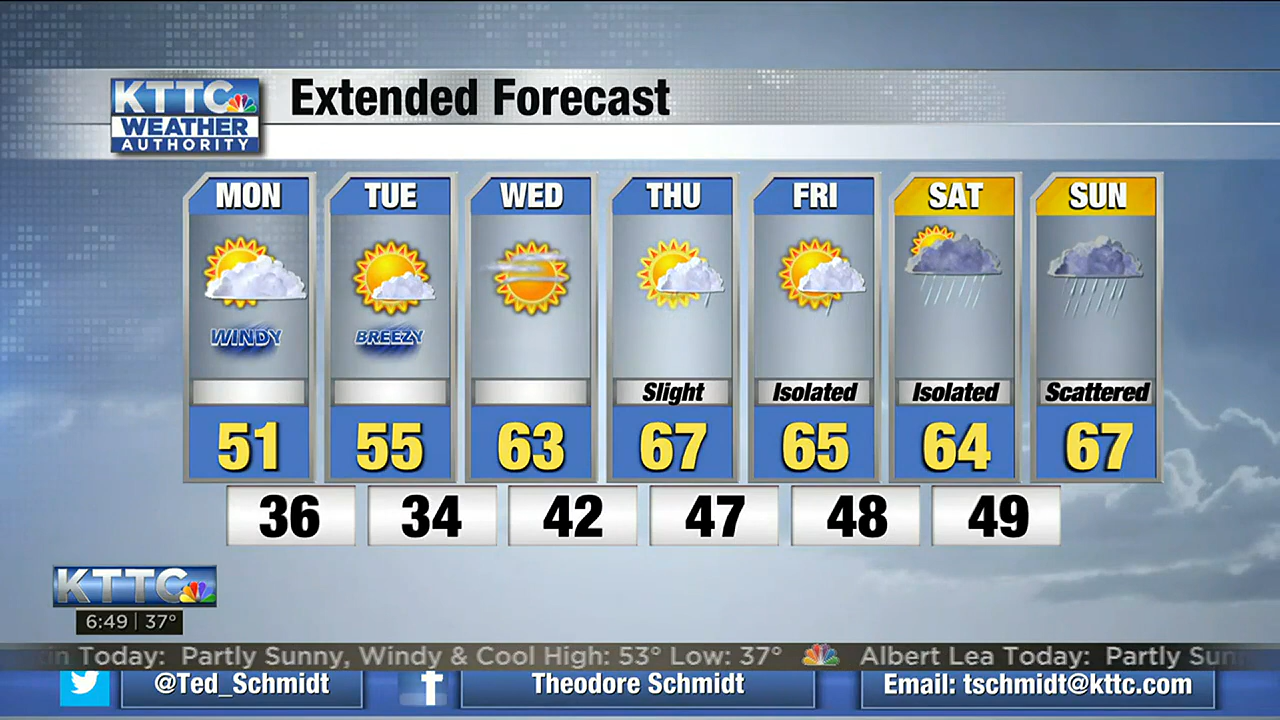 KTTC
WEATHER
AUTHORITY
Extended Forecast
MON TUE WED THU FRI SAT SUN
WINDY BREEZY
Slight Isolated Isolated Scattered
51 55 63 67 65 64 67
36 34 42 47 48 49
KTTC
6:49 37°
in Today: Partly Sunny, Windy & Cool High: 53° Low: 37° Albert Lea Today: Partly Sun
@Ted_Schmidt Theodore Schmidt Email: tschmidt@kttc.com